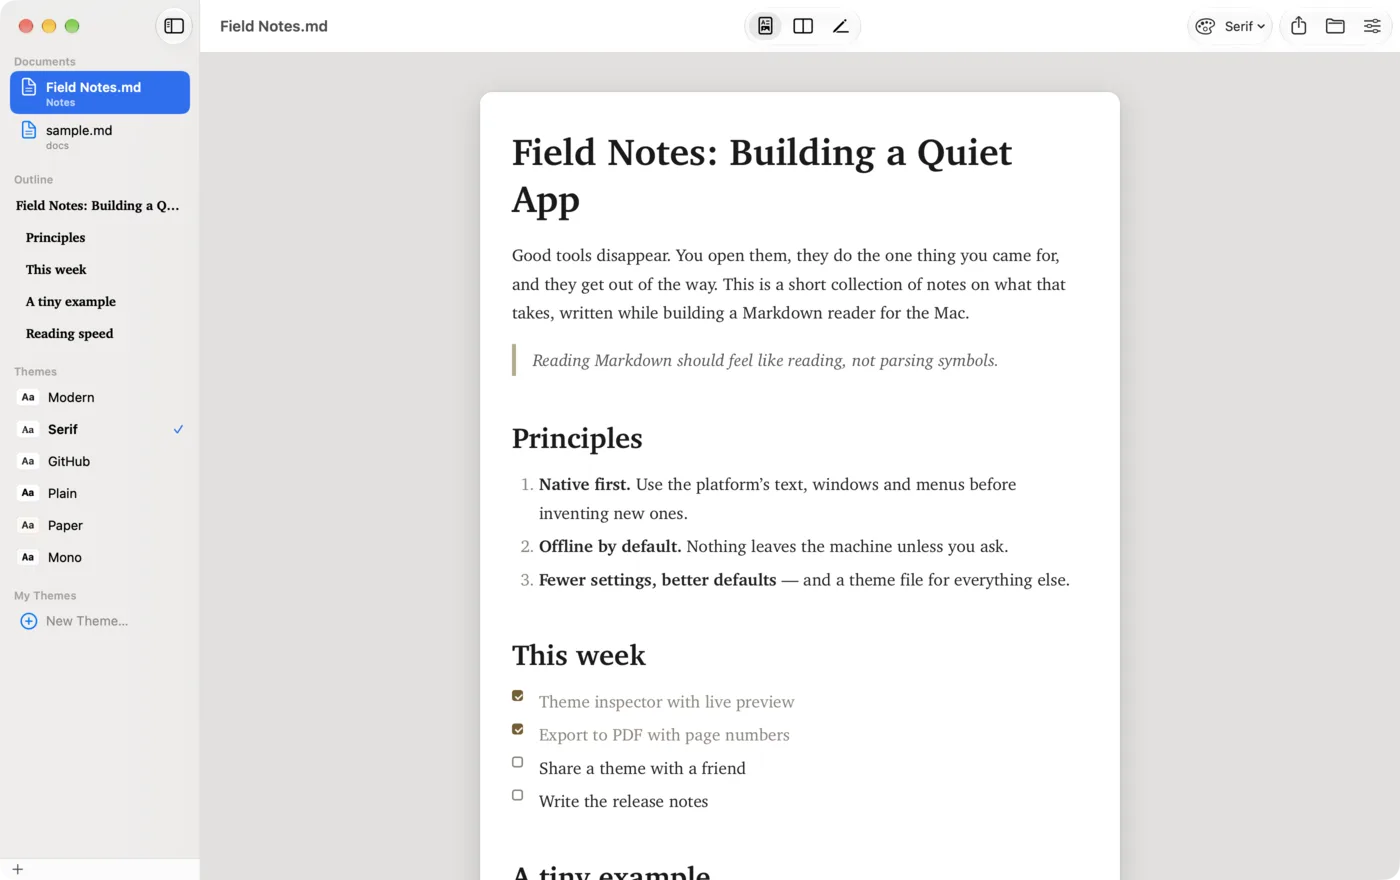 Field Notes.md
Serif
Documents
Field Notes.md
Notes
sample.md
docs
Outline
Field Notes: Building a Q...
Principles
This week
A tiny example
Reading speed
Themes
Aa Modern
Aa Serif
Aa GitHub
Aa Plain
Aa Paper
Aa Mono
My Themes
New Theme...
Field Notes: Building a Quiet
App
Good tools disappear. You open them, they do the one thing you came for,
and they get out of the way. This is a short collection of notes on what that
takes, written while building a Markdown reader for the Mac.
Reading Markdown should feel like reading, not parsing symbols.
Principles
1. Native first. Use the platform’s text, windows and menus before
inventing new ones.
2. Offline by default. Nothing leaves the machine unless you ask.
3. Fewer settings, better defaults — and a theme file for everything else.
This week
Theme inspector with live preview
Export to PDF with page numbers
Share a theme with a friend
Write the release notes
A tiny example